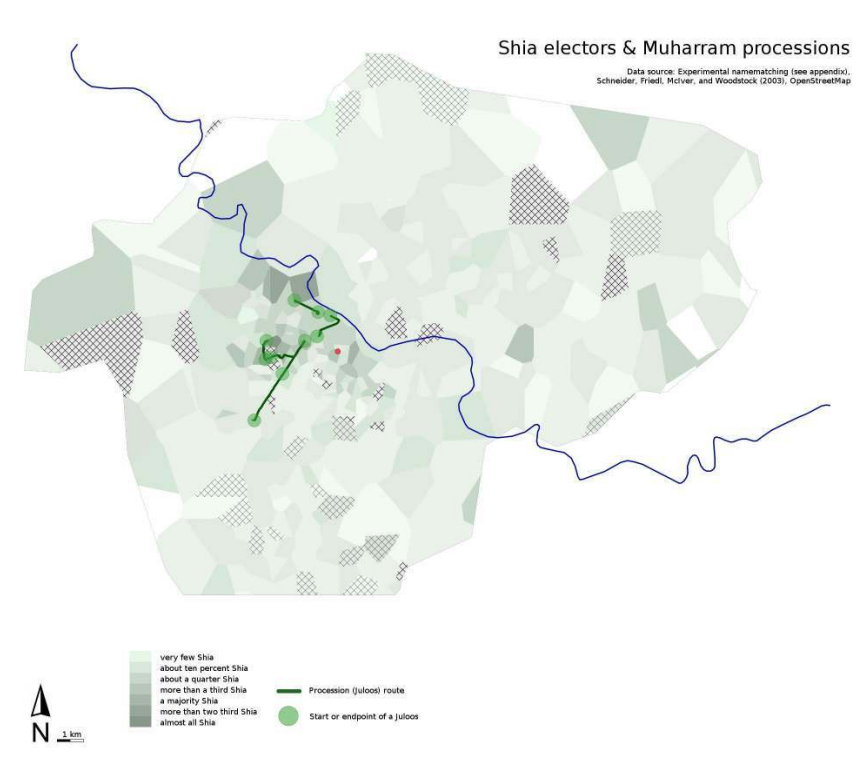 Shia electors & Muharram processions
Data source: Experimental namematching (see appendix),
Schneider, Friedl, McIver, and Woodstock (2003), OpenStreetMap
very few Shia
about ten percent Shia
about a quarter Shia
more than a third Shia
a majority Shia
more than two third Shia
almost all Shia
Procession (Juloos) route
Start or endpoint of a Juloos
N
1 km